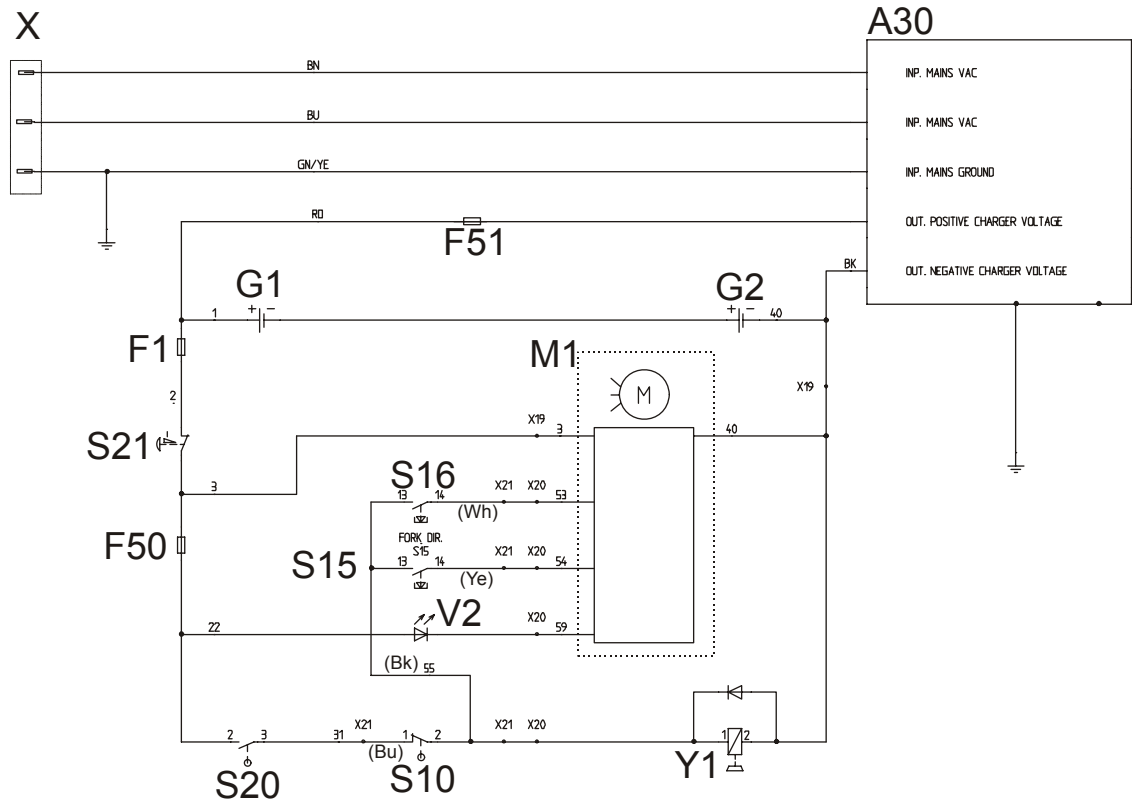 X
A30
BN
INP. MAINS VAC
BU
INP. MAINS VAC
GN/YE
INP. MAINS GROUND
RD
F51
OUT. POSITIVE CHARGER VOLTAGE
BK
OUT. NEGATIVE CHARGER VOLTAGE
G1
G2
1
+ -
+ -
40
F1
M1
M
X19
2
X19
3
40
S21
3
S16
13
14
X21
X20
53
(Wh)
F50
FORK DIR.
S15
S15
13
14
X21
X20
54
(Ye)
V2
22
X20
59
(Bk)
55
2
3
31
X21
(Bu)
1
2
X21
X20
1
2
S20
S10
Y1